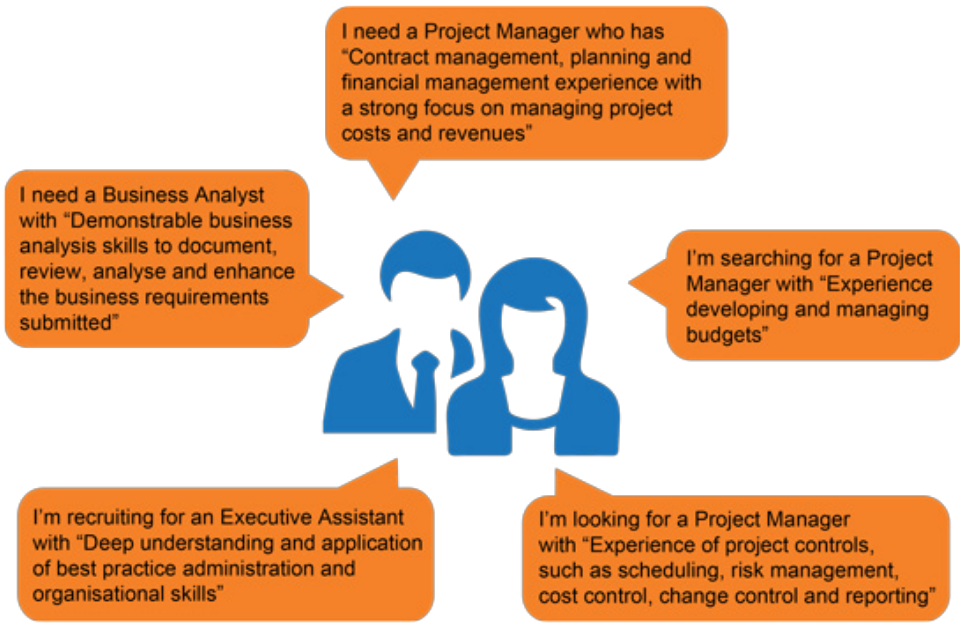 I need a Project Manager who has
“Contract management, planning and
financial management experience with
a strong focus on managing project
costs and revenues”
I need a Business Analyst
with “Demonstrable business
analysis skills to document,
review, analyse and enhance
the business requirements
submitted”
I’m searching for a Project
Manager with “Experience
developing and managing
budgets”
I’m recruiting for an Executive Assistant
with “Deep understanding and application
of best practice administration and
organisational skills”
I’m looking for a Project Manager
with “Experience of project controls,
such as scheduling, risk management,
cost control, change control and reporting”